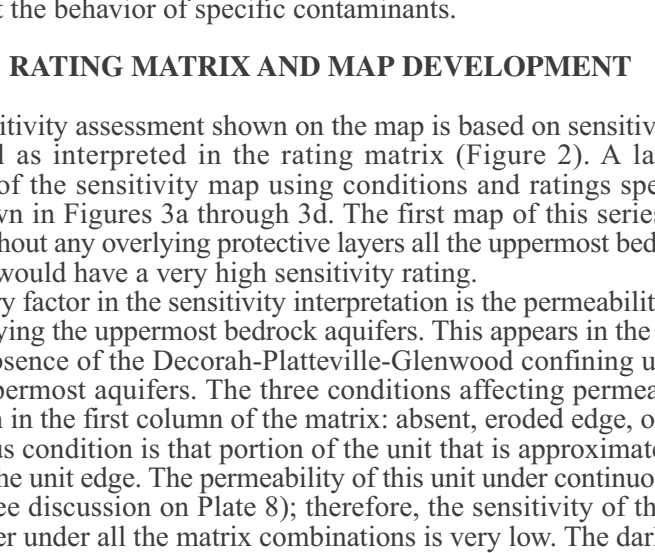 t the behavior of specific contaminants.
RATING MATRIX AND MAP DEVELOPMENT
itivity assessment shown on the map is based on sensitiv
l as interpreted in the rating matrix (Figure 2). A la
of the sensitivity map using conditions and ratings spe
wn in Figures 3a through 3d. The first map of this series
hout any overlying protective layers all the uppermost bed
would have a very high sensitivity rating.
ry factor in the sensitivity interpretation is the permeabilit
ying the uppermost bedrock aquifers. This appears in the
bsence of the Decorah-Platteville-Glenwood confining u
permost aquifers. The three conditions affecting permea
n in the first column of the matrix: absent, eroded edge, o
us condition is that portion of the unit that is approximate
he unit edge. The permeability of this unit under continuo
ee discussion on Plate 8); therefore, the sensitivity of th
er under all the matrix combinations is very low. The darl